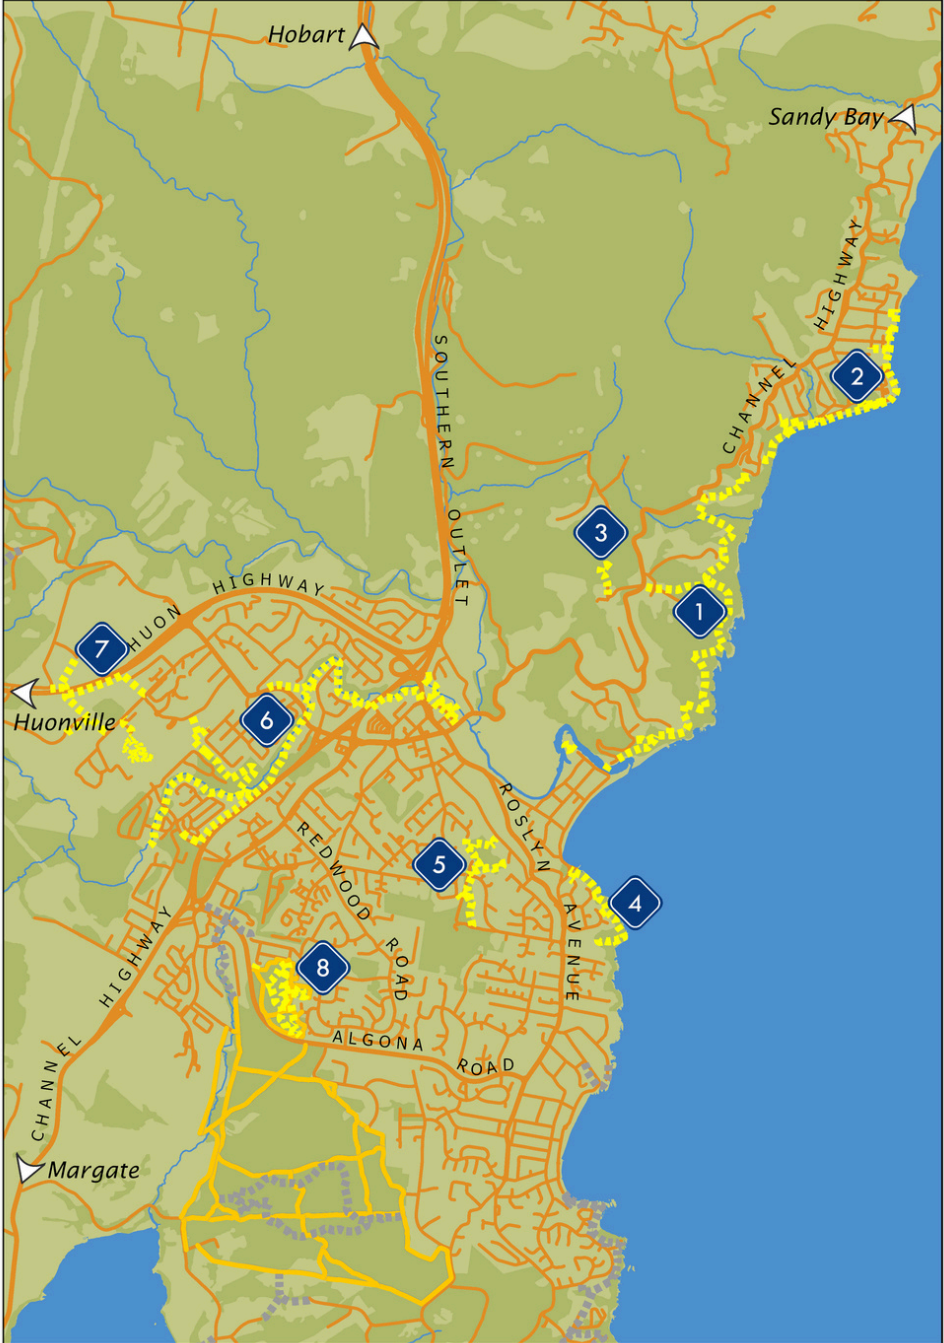 Hobart
Sandy Bay
CHANNEL HIGHWAY
2
SOUTHERN OUTLET
3
HUON HIGHWAY
1
7
Huonville
6
ROSLYN AVENUE
REDWOOD ROAD
5
4
8
CHANNEL HIGHWAY
ALGONA ROAD
Margate